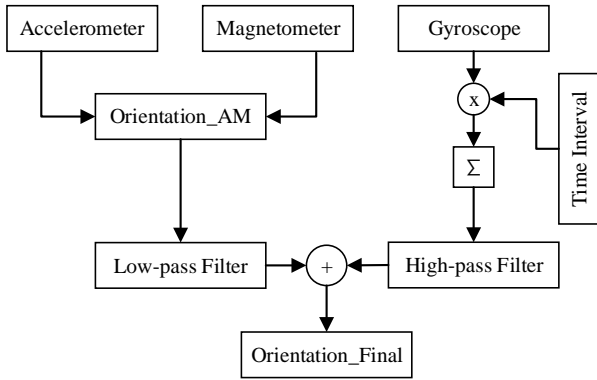 Accelerometer
Magnetometer
Gyroscope
x
Orientation_AM
Time Interval
Σ
Low-pass Filter
+
High-pass Filter
Orientation_Final